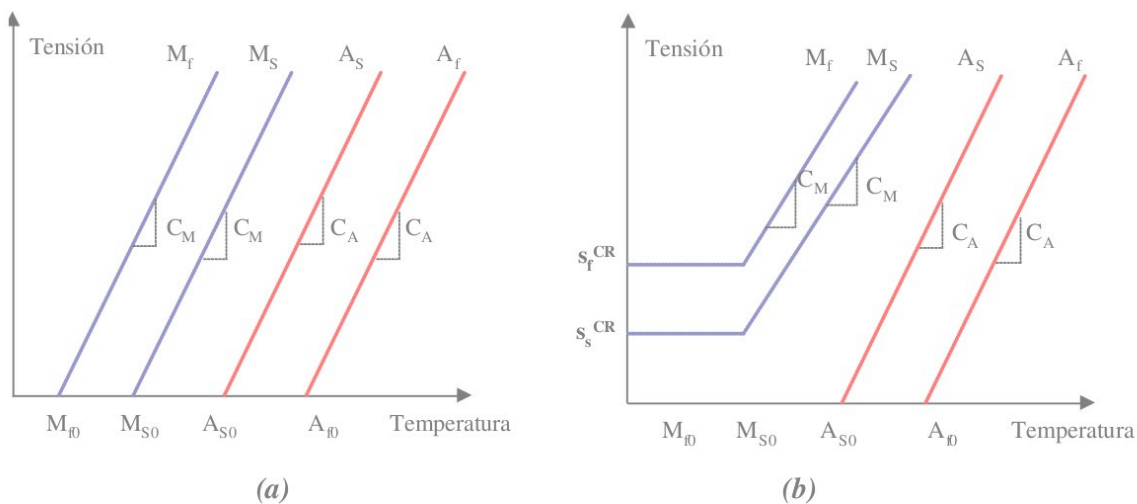 Tensión
M_f M_S A_S A_f
C_M C_M C_A C_A
M_f0 M_S0 A_S0 A_f0 Temperatura
(a)
Tensión
M_f M_S A_S A_f
C_M C_M C_A C_A
s_f^CR
s_s^CR
M_f0 M_S0 A_S0 A_f0 Temperatura
(b)